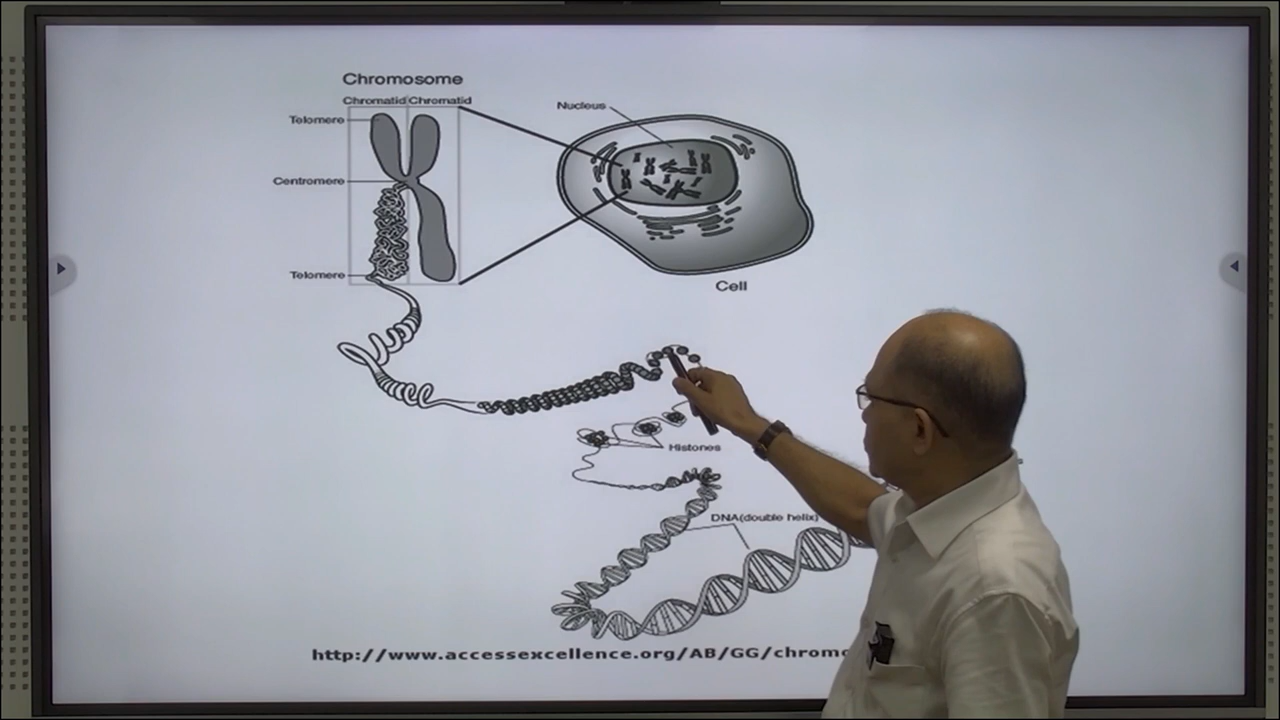 Chromosome
Chromatid Chromatid
Telomere
Nucleus
Centromere
Telomere
Cell
Histones
DNA(double helix)
http://www.accessexcellence.org/AB/GG/chromo